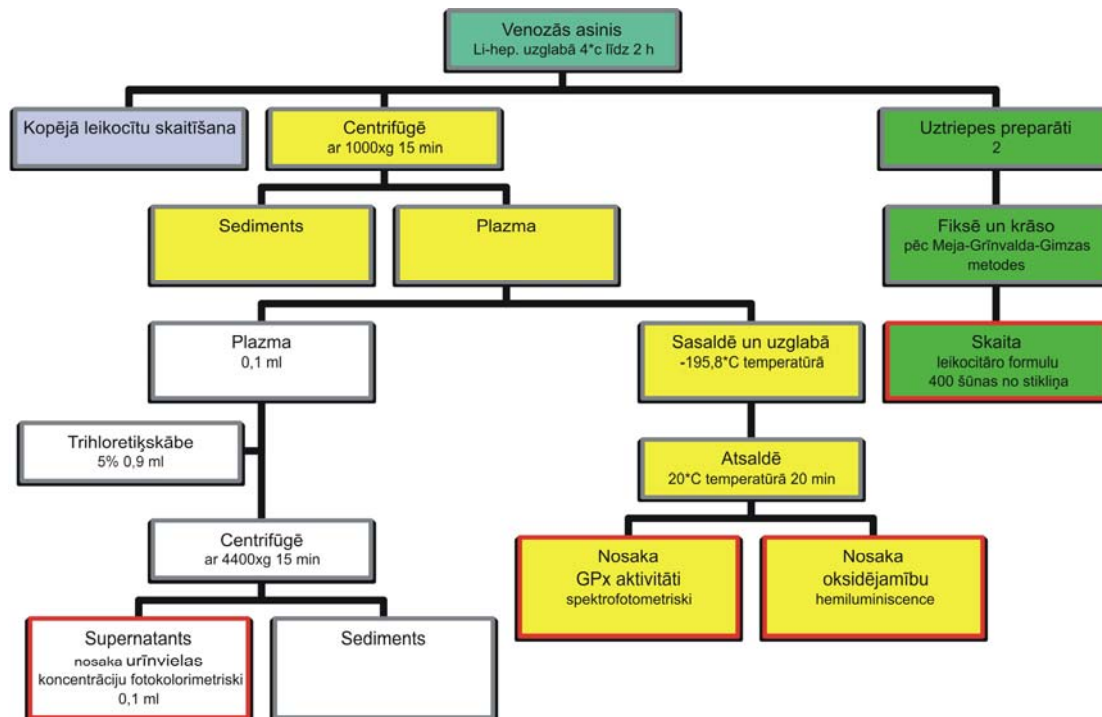 Venozās asinis
Li-hep. uzglabā 4*c līdz 2 h
Kopējā leikocītu skaitīšana
Centrifūgē
ar 1000xg 15 min
Uztriepes preparāti
2
Sediments
Plazma
Fiksē un krāso
pēc Meja-Grīnvalda-Gimzas
metodes
Plazma
0,1 ml
Sasaldē un uzglabā
-195,8*C temperatūrā
Skaita
leikocitāro formulu
400 šūnas no stikliņa
Trihloretiķskābe
5% 0,9 ml
Atsaldē
20*C temperatūrā 20 min
Centrifūgē
ar 4400xg 15 min
Nosaka
GPx aktivitāti
spektrofotometriski
Nosaka
oksidējamību
hemiluminiscence
Supernatants
nosaka urīnvielas
koncentrāciju fotokolorimetriski
0,1 ml
Sediments